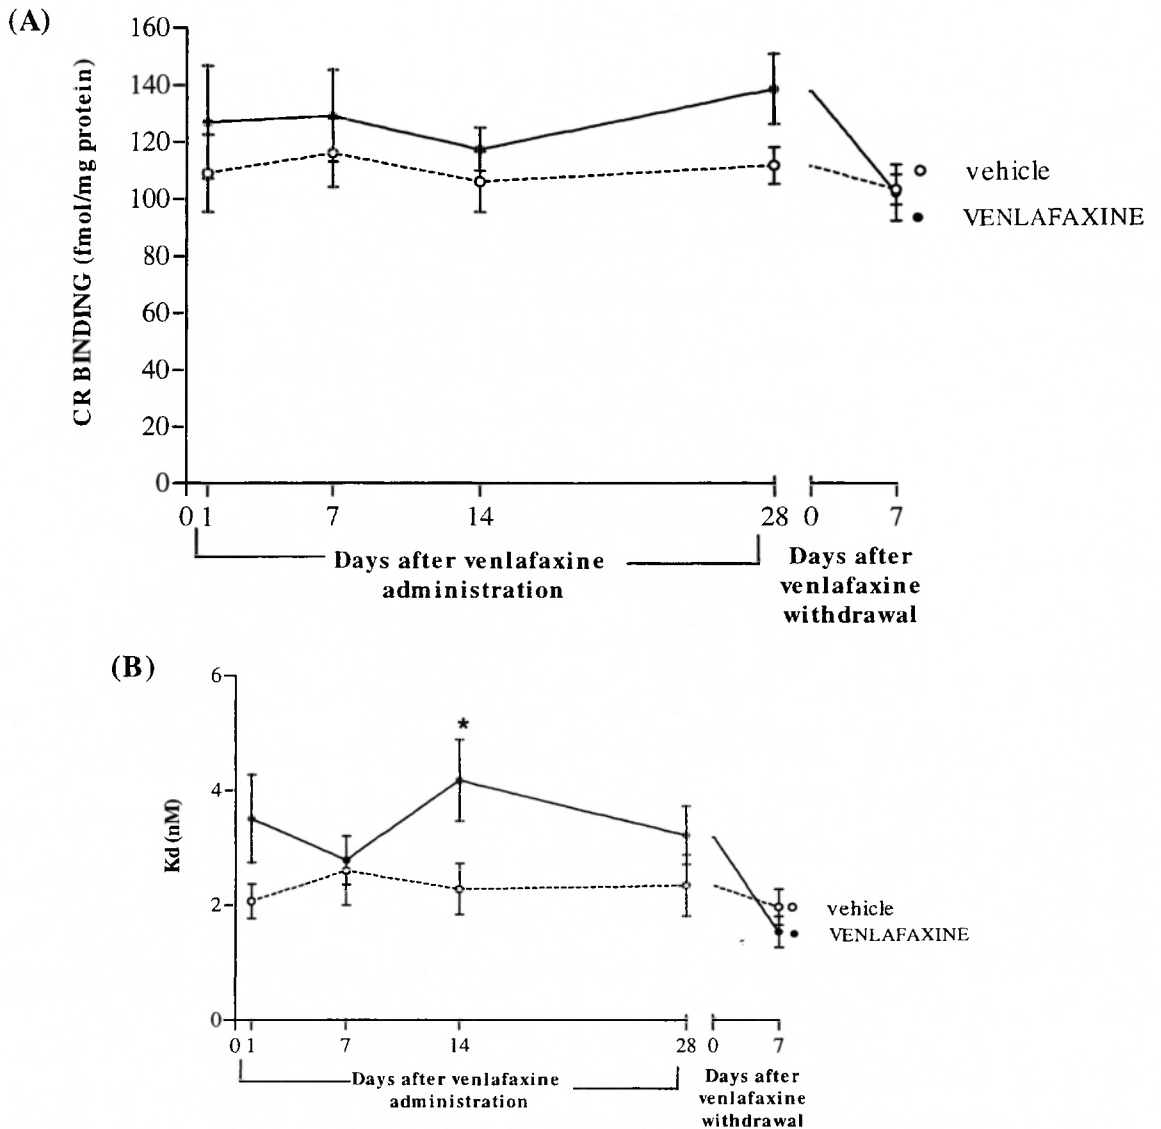 (A)
CR BINDING (fmol/mg protein)
160
140
120
100
80
60
40
20
0
0 1 7 14 28 0 7
vehicle
VENLAFAXINE
Days after venlafaxine
administration
Days after
venlafaxine
withdrawal
(B)
Kd (nM)
6
4
2
0
*
0 1 7 14 28 0 7
vehicle
VENLAFAXINE
Days after venlafaxine
administration
Days after
venlafaxine
withdrawal